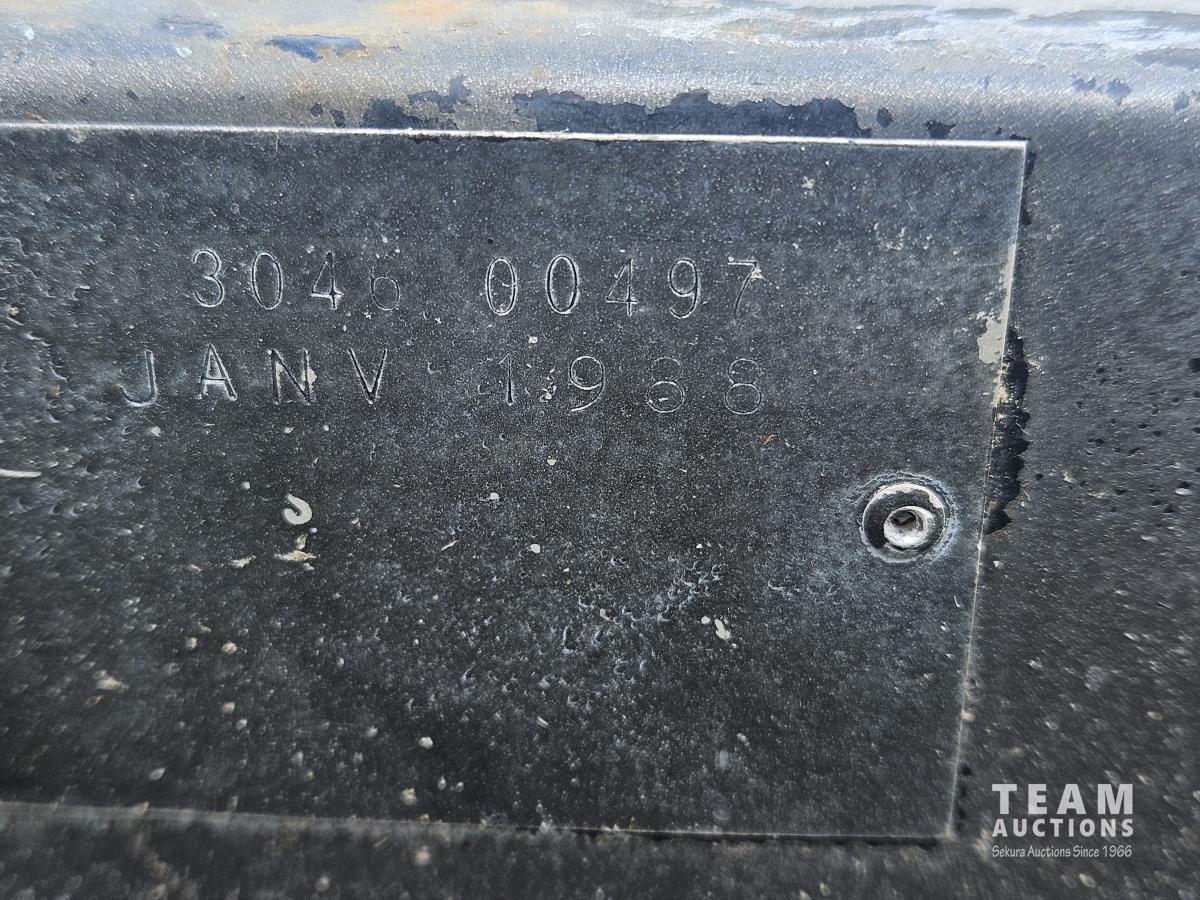 3046 00497
JANV 1988
TEAM
AUCTIONS
Sekura Auctions Since 1966